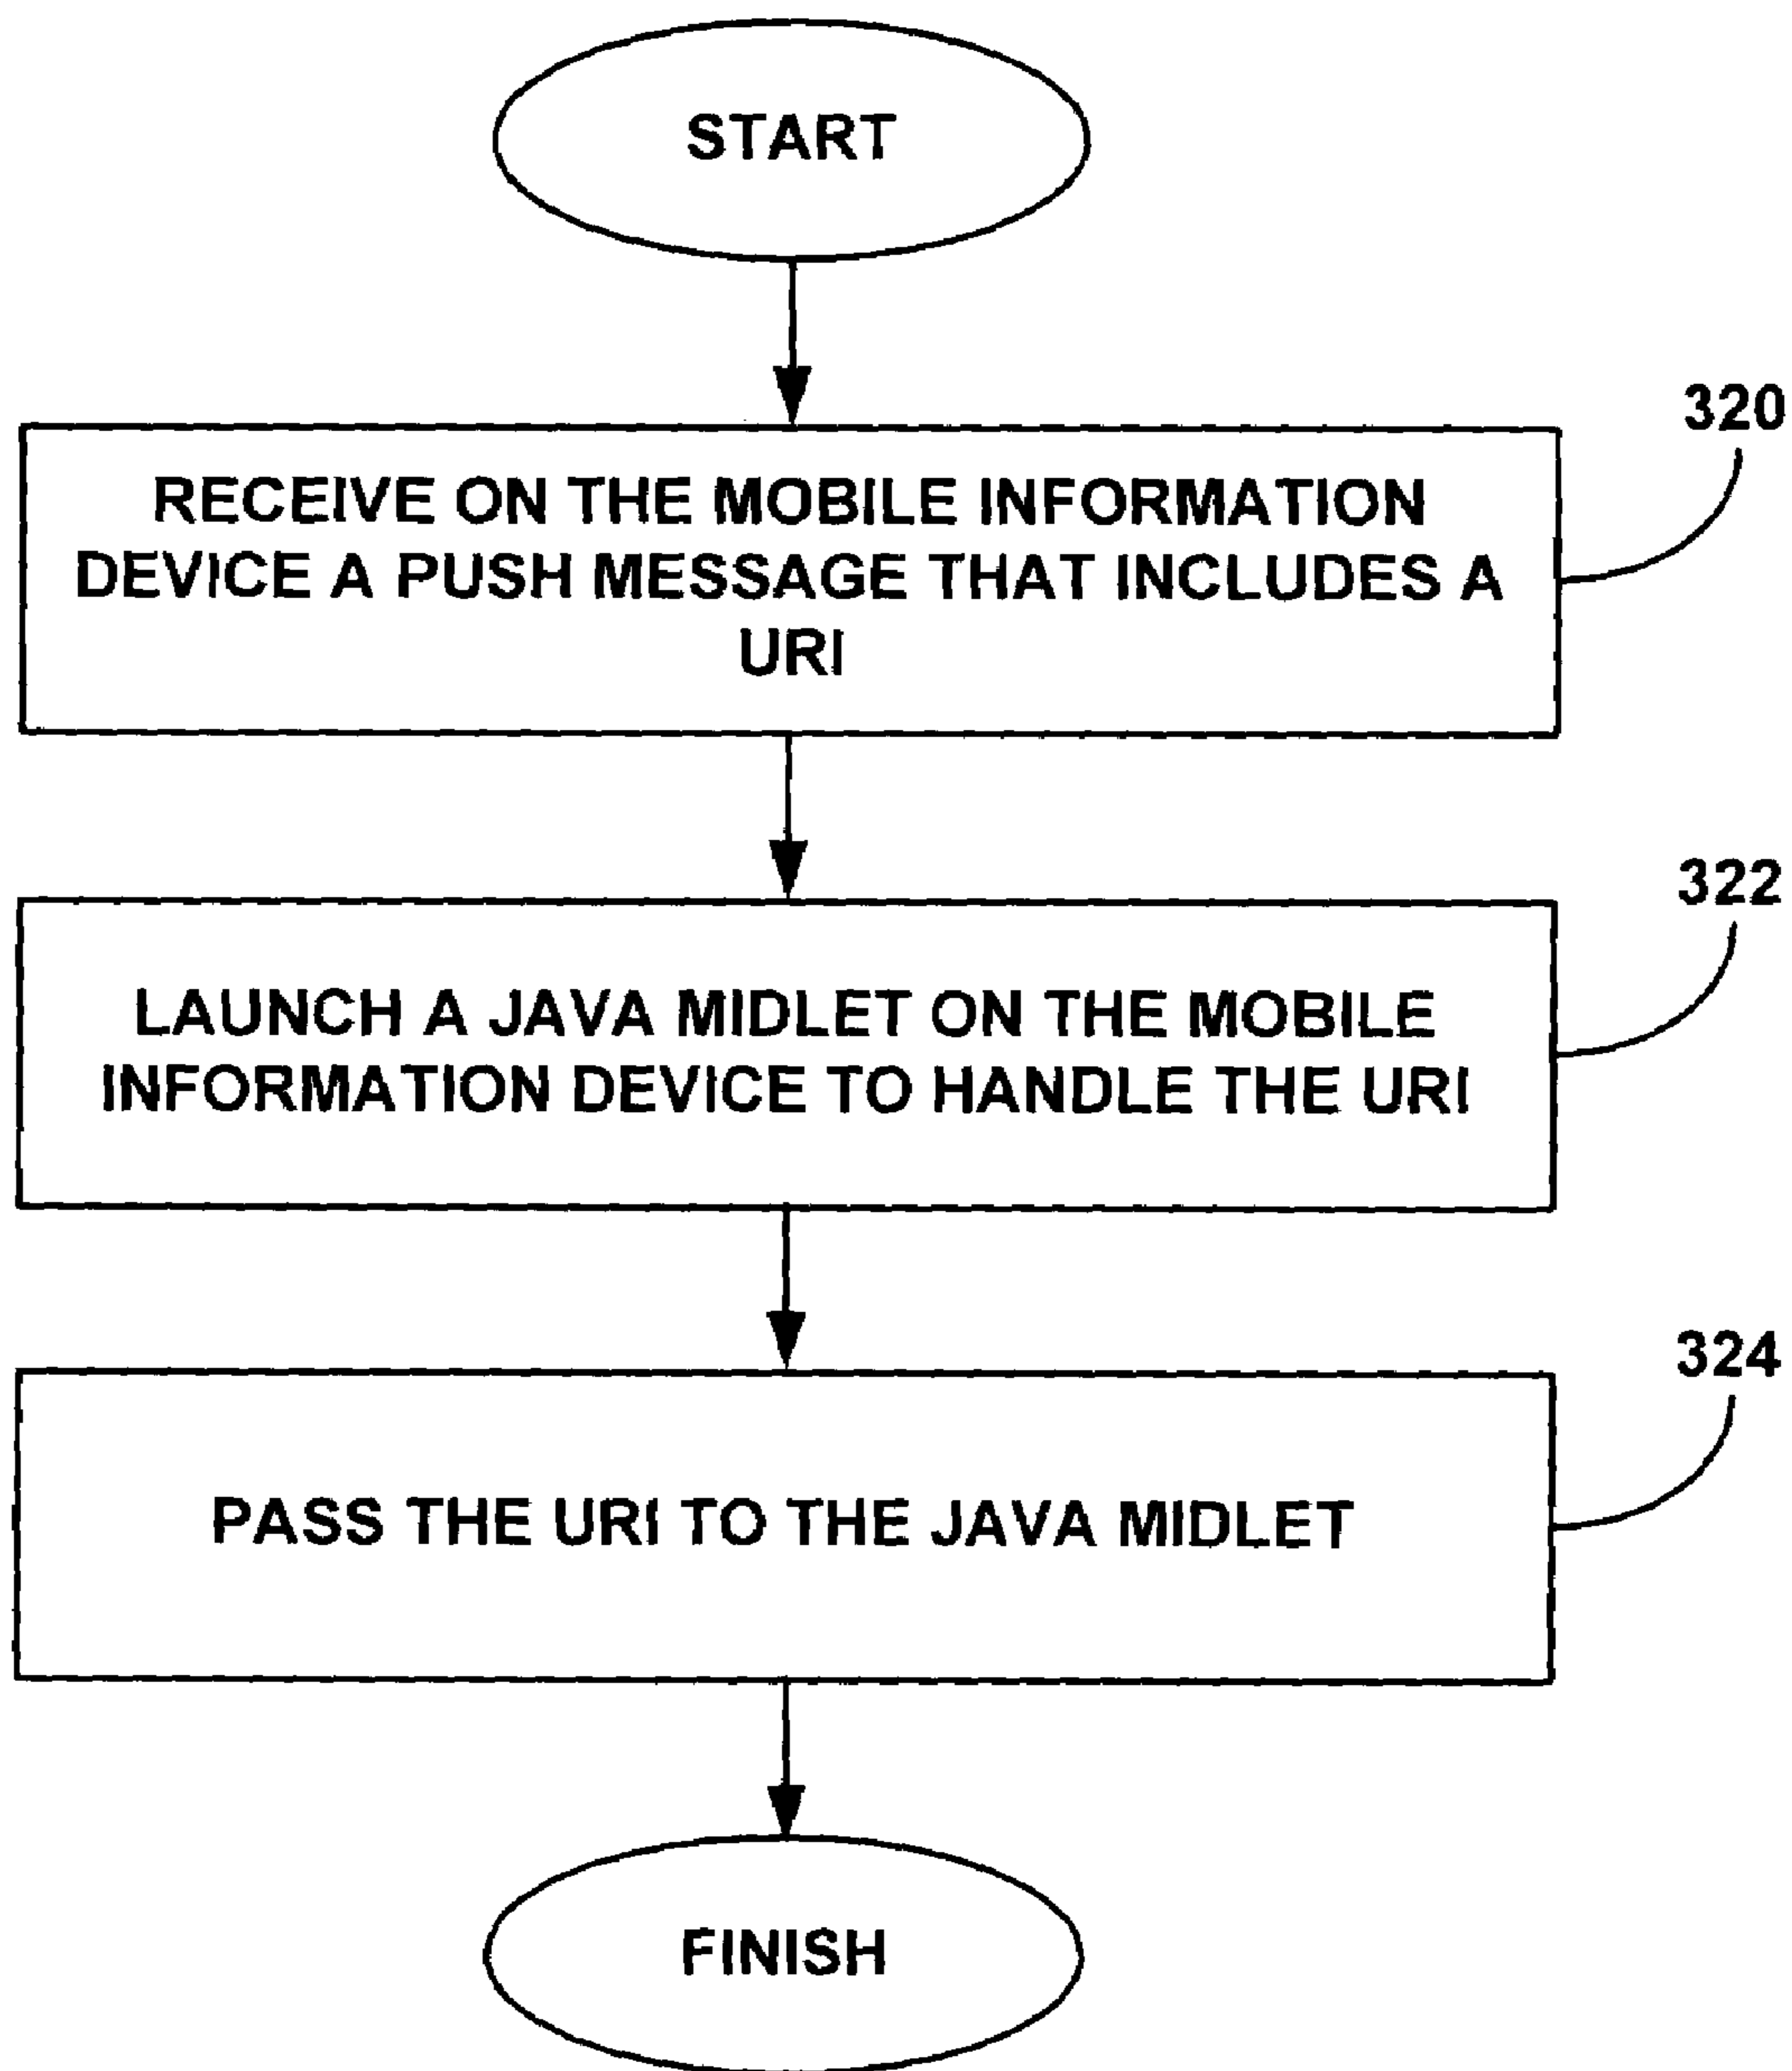 START
320
RECEIVE ON THE MOBILE INFORMATION
DEVICE A PUSH MESSAGE THAT INCLUDES A
URI
322
LAUNCH A JAVA MIDLET ON THE MOBILE
INFORMATION DEVICE TO HANDLE THE URI
324
PASS THE URI TO THE JAVA MIDLET
FINISH